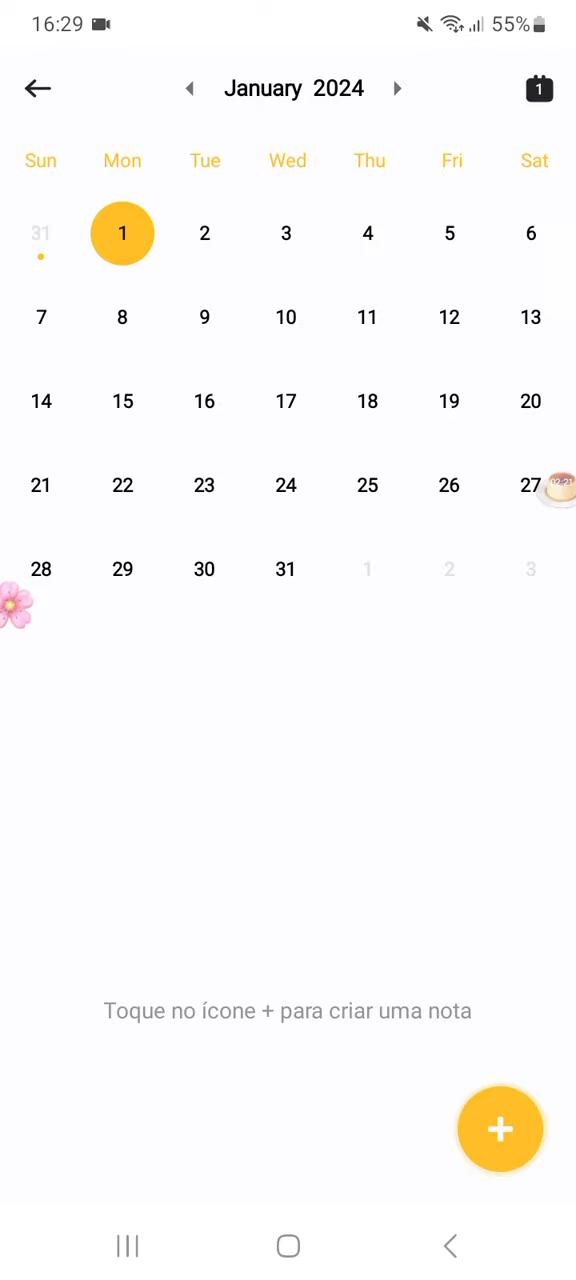 16:29 55%
January 2024 1
Sun Mon Tue Wed Thu Fri Sat
31 1 2 3 4 5 6
7 8 9 10 11 12 13
14 15 16 17 18 19 20
21 22 23 24 25 26 27 02:21
28 29 30 31 1 2 3
Toque no ícone + para criar uma nota
+